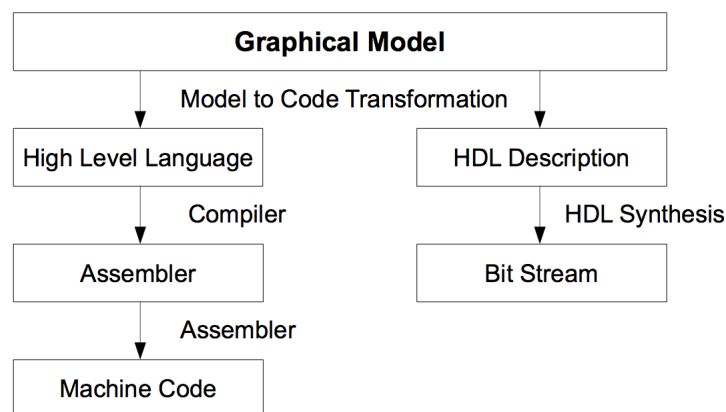 Graphical Model
Model to Code Transformation
High Level Language
HDL Description
Compiler
HDL Synthesis
Assembler
Bit Stream
Assembler
Machine Code